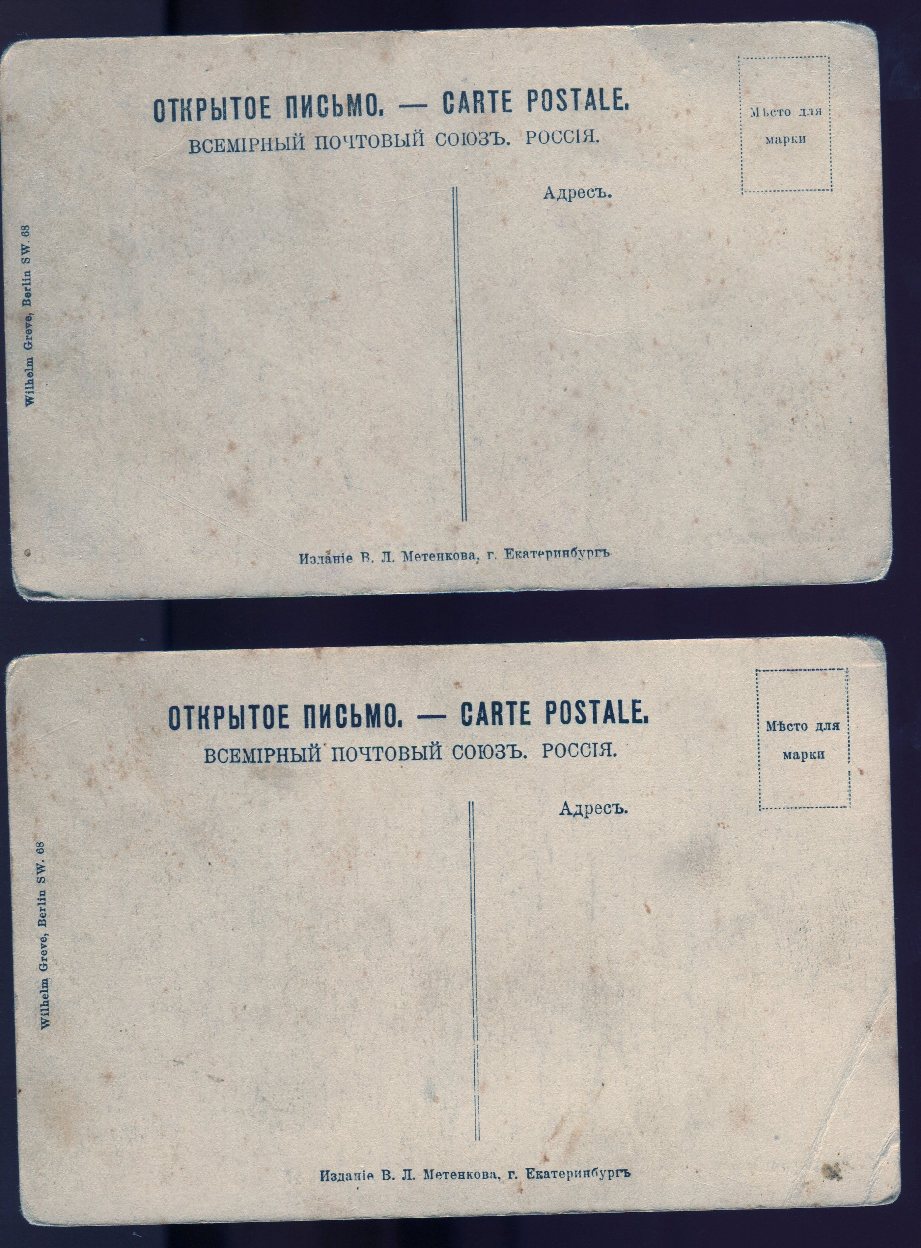 ОТКРЫТОЕ ПИСЬМО. — CARTE POSTALE.
ВСЕМІРНЫЙ ПОЧТОВЫЙ СОЮЗЪ. РОССІЯ.
Мѣсто для
марки
Адресъ.
Wilhelm Greve, Berlin SW. 68
Изданіе В. Л. Метенкова, г. Екатеринбургъ
ОТКРЫТОЕ ПИСЬМО. — CARTE POSTALE.
ВСЕМІРНЫЙ ПОЧТОВЫЙ СОЮЗЪ. РОССІЯ.
Мѣсто для
марки
Адресъ.
Wilhelm Greve, Berlin SW. 68
Изданіе В. Л. Метенкова, г. Екатеринбургъ